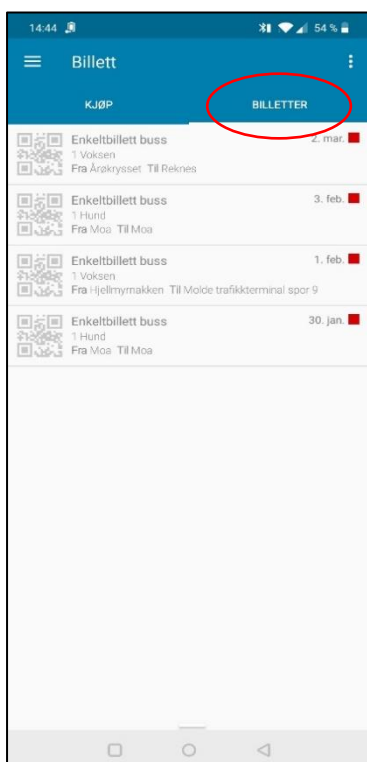 14:44 54 %
Billett
KJØP BILLETTER
Enkeltbillett buss 2. mar.
1 Voksen
Fra Årøkrysset Til Reknes
Enkeltbillett buss 3. feb.
1 Hund
Fra Moa Til Moa
Enkeltbillett buss 1. feb.
1 Voksen
Fra Hjellmyrnakken Til Molde trafikkterminal spor 9
Enkeltbillett buss 30. jan.
1 Hund
Fra Moa Til Moa